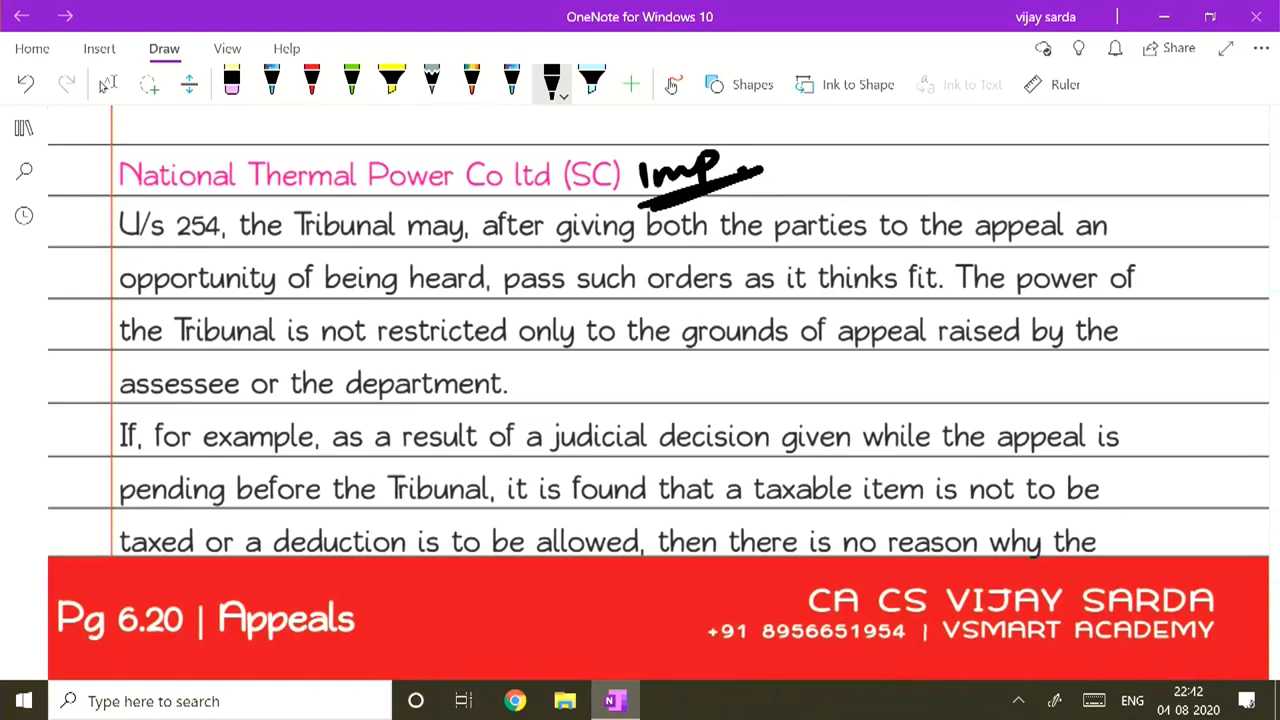 OneNote for Windows 10
vijay sarda
Home Insert Draw View Help
Share
Shapes Ink to Shape Ink to Text Ruler
National Thermal Power Co ltd (SC) Imp
U/s 254, the Tribunal may, after giving both the parties to the appeal an
opportunity of being heard, pass such orders as it thinks fit. The power of
the Tribunal is not restricted only to the grounds of appeal raised by the
assessee or the department.
If, for example, as a result of a judicial decision given while the appeal is
pending before the Tribunal, it is found that a taxable item is not to be
taxed or a deduction is to be allowed, then there is no reason why the
Pg 6.20 | Appeals
CA CS VIJAY SARDA
+91 8956651954 | VSMART ACADEMY
Type here to search
ENG
22:42
04-08-2020